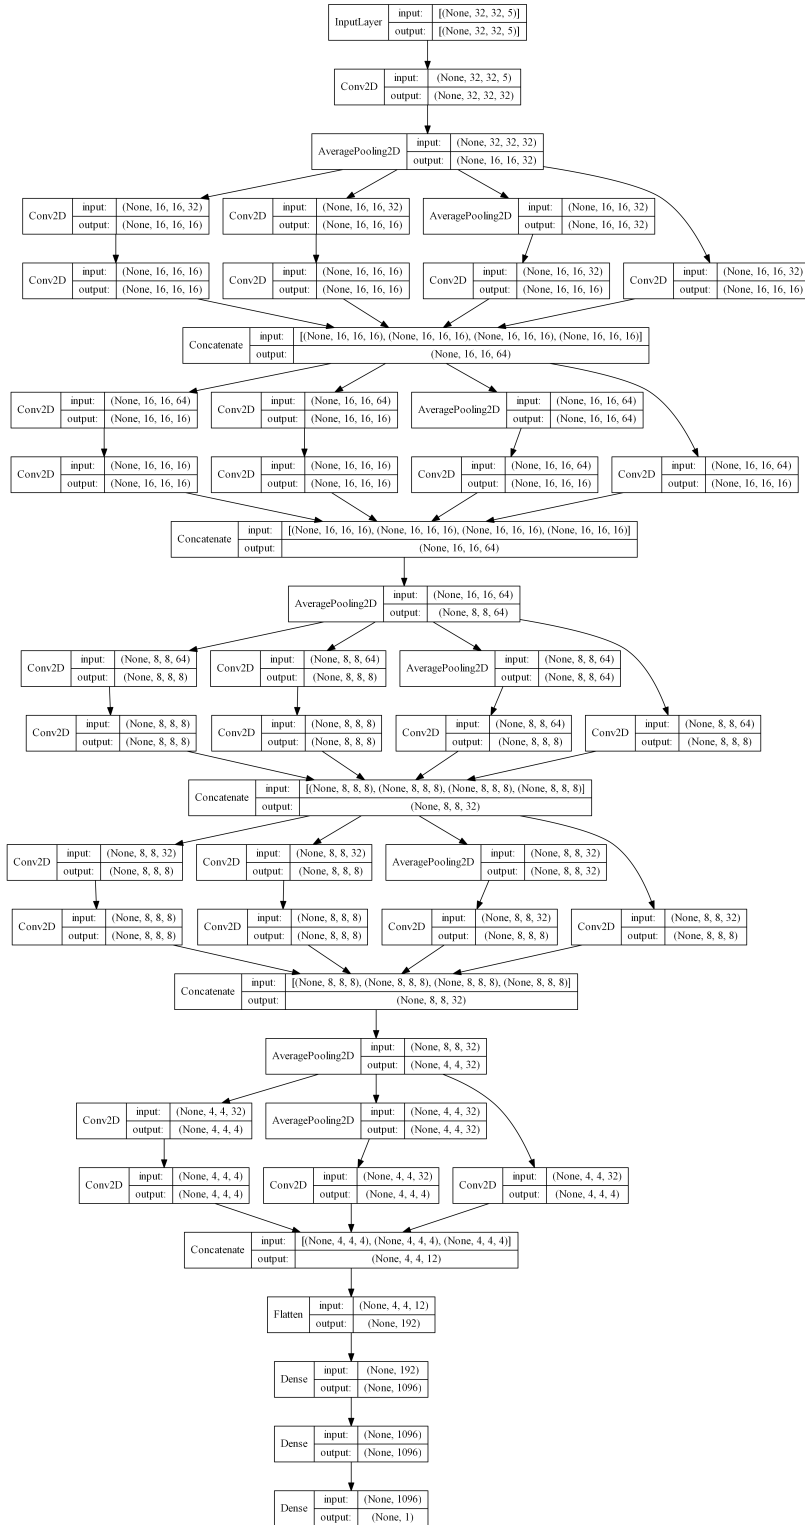 InputLayer input: [(None, 32, 32, 5)]
output: [(None, 32, 32, 5)]
Conv2D input: (None, 32, 32, 5)
output: (None, 32, 32, 32)
AveragePooling2D input: (None, 32, 32, 32)
output: (None, 16, 16, 32)
Conv2D input: (None, 16, 16, 32)
output: (None, 16, 16, 16)
Conv2D input: (None, 16, 16, 32)
output: (None, 16, 16, 16)
AveragePooling2D input: (None, 16, 16, 32)
output: (None, 16, 16, 32)
Conv2D input: (None, 16, 16, 16)
output: (None, 16, 16, 16)
Conv2D input: (None, 16, 16, 16)
output: (None, 16, 16, 16)
Conv2D input: (None, 16, 16, 32)
output: (None, 16, 16, 16)
Conv2D input: (None, 16, 16, 32)
output: (None, 16, 16, 16)
Concatenate input: [(None, 16, 16, 16), (None, 16, 16, 16), (None, 16, 16, 16), (None, 16, 16, 16)]
output: (None, 16, 16, 64)
Conv2D input: (None, 16, 16, 64)
output: (None, 16, 16, 16)
Conv2D input: (None, 16, 16, 64)
output: (None, 16, 16, 16)
AveragePooling2D input: (None, 16, 16, 64)
output: (None, 16, 16, 64)
Conv2D input: (None, 16, 16, 16)
output: (None, 16, 16, 16)
Conv2D input: (None, 16, 16, 16)
output: (None, 16, 16, 16)
Conv2D input: (None, 16, 16, 64)
output: (None, 16, 16, 16)
Conv2D input: (None, 16, 16, 64)
output: (None, 16, 16, 16)
Concatenate input: [(None, 16, 16, 16), (None, 16, 16, 16), (None, 16, 16, 16), (None, 16, 16, 16)]
output: (None, 16, 16, 64)
AveragePooling2D input: (None, 16, 16, 64)
output: (None, 8, 8, 64)
Conv2D input: (None, 8, 8, 64)
output: (None, 8, 8, 8)
Conv2D input: (None, 8, 8, 64)
output: (None, 8, 8, 8)
AveragePooling2D input: (None, 8, 8, 64)
output: (None, 8, 8, 64)
Conv2D input: (None, 8, 8, 8)
output: (None, 8, 8, 8)
Conv2D input: (None, 8, 8, 8)
output: (None, 8, 8, 8)
Conv2D input: (None, 8, 8, 64)
output: (None, 8, 8, 8)
Conv2D input: (None, 8, 8, 64)
output: (None, 8, 8, 8)
Concatenate input: [(None, 8, 8, 8), (None, 8, 8, 8), (None, 8, 8, 8), (None, 8, 8, 8)]
output: (None, 8, 8, 32)
Conv2D input: (None, 8, 8, 32)
output: (None, 8, 8, 8)
Conv2D input: (None, 8, 8, 32)
output: (None, 8, 8, 8)
AveragePooling2D input: (None, 8, 8, 32)
output: (None, 8, 8, 32)
Conv2D input: (None, 8, 8, 8)
output: (None, 8, 8, 8)
Conv2D input: (None, 8, 8, 8)
output: (None, 8, 8, 8)
Conv2D input: (None, 8, 8, 32)
output: (None, 8, 8, 8)
Conv2D input: (None, 8, 8, 32)
output: (None, 8, 8, 8)
Concatenate input: [(None, 8, 8, 8), (None, 8, 8, 8), (None, 8, 8, 8), (None, 8, 8, 8)]
output: (None, 8, 8, 32)
AveragePooling2D input: (None, 8, 8, 32)
output: (None, 4, 4, 32)
Conv2D input: (None, 4, 4, 32)
output: (None, 4, 4, 4)
AveragePooling2D input: (None, 4, 4, 32)
output: (None, 4, 4, 32)
Conv2D input: (None, 4, 4, 4)
output: (None, 4, 4, 4)
Conv2D input: (None, 4, 4, 32)
output: (None, 4, 4, 4)
Conv2D input: (None, 4, 4, 32)
output: (None, 4, 4, 4)
Concatenate input: [(None, 4, 4, 4), (None, 4, 4, 4), (None, 4, 4, 4)]
output: (None, 4, 4, 12)
Flatten input: (None, 4, 4, 12)
output: (None, 192)
Dense input: (None, 192)
output: (None, 1096)
Dense input: (None, 1096)
output: (None, 1096)
Dense input: (None, 1096)
output: (None, 1)